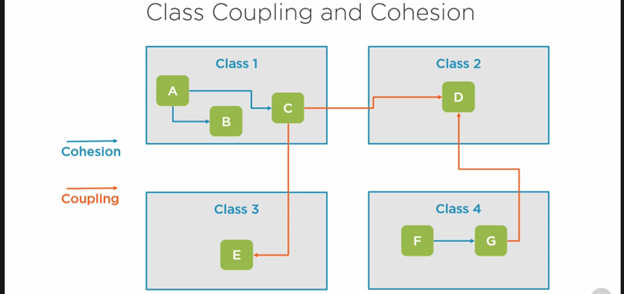 Class Coupling and Cohesion
Class 1
Class 2
A
B
C
D
Cohesion
Coupling
Class 3
Class 4
E
F
G